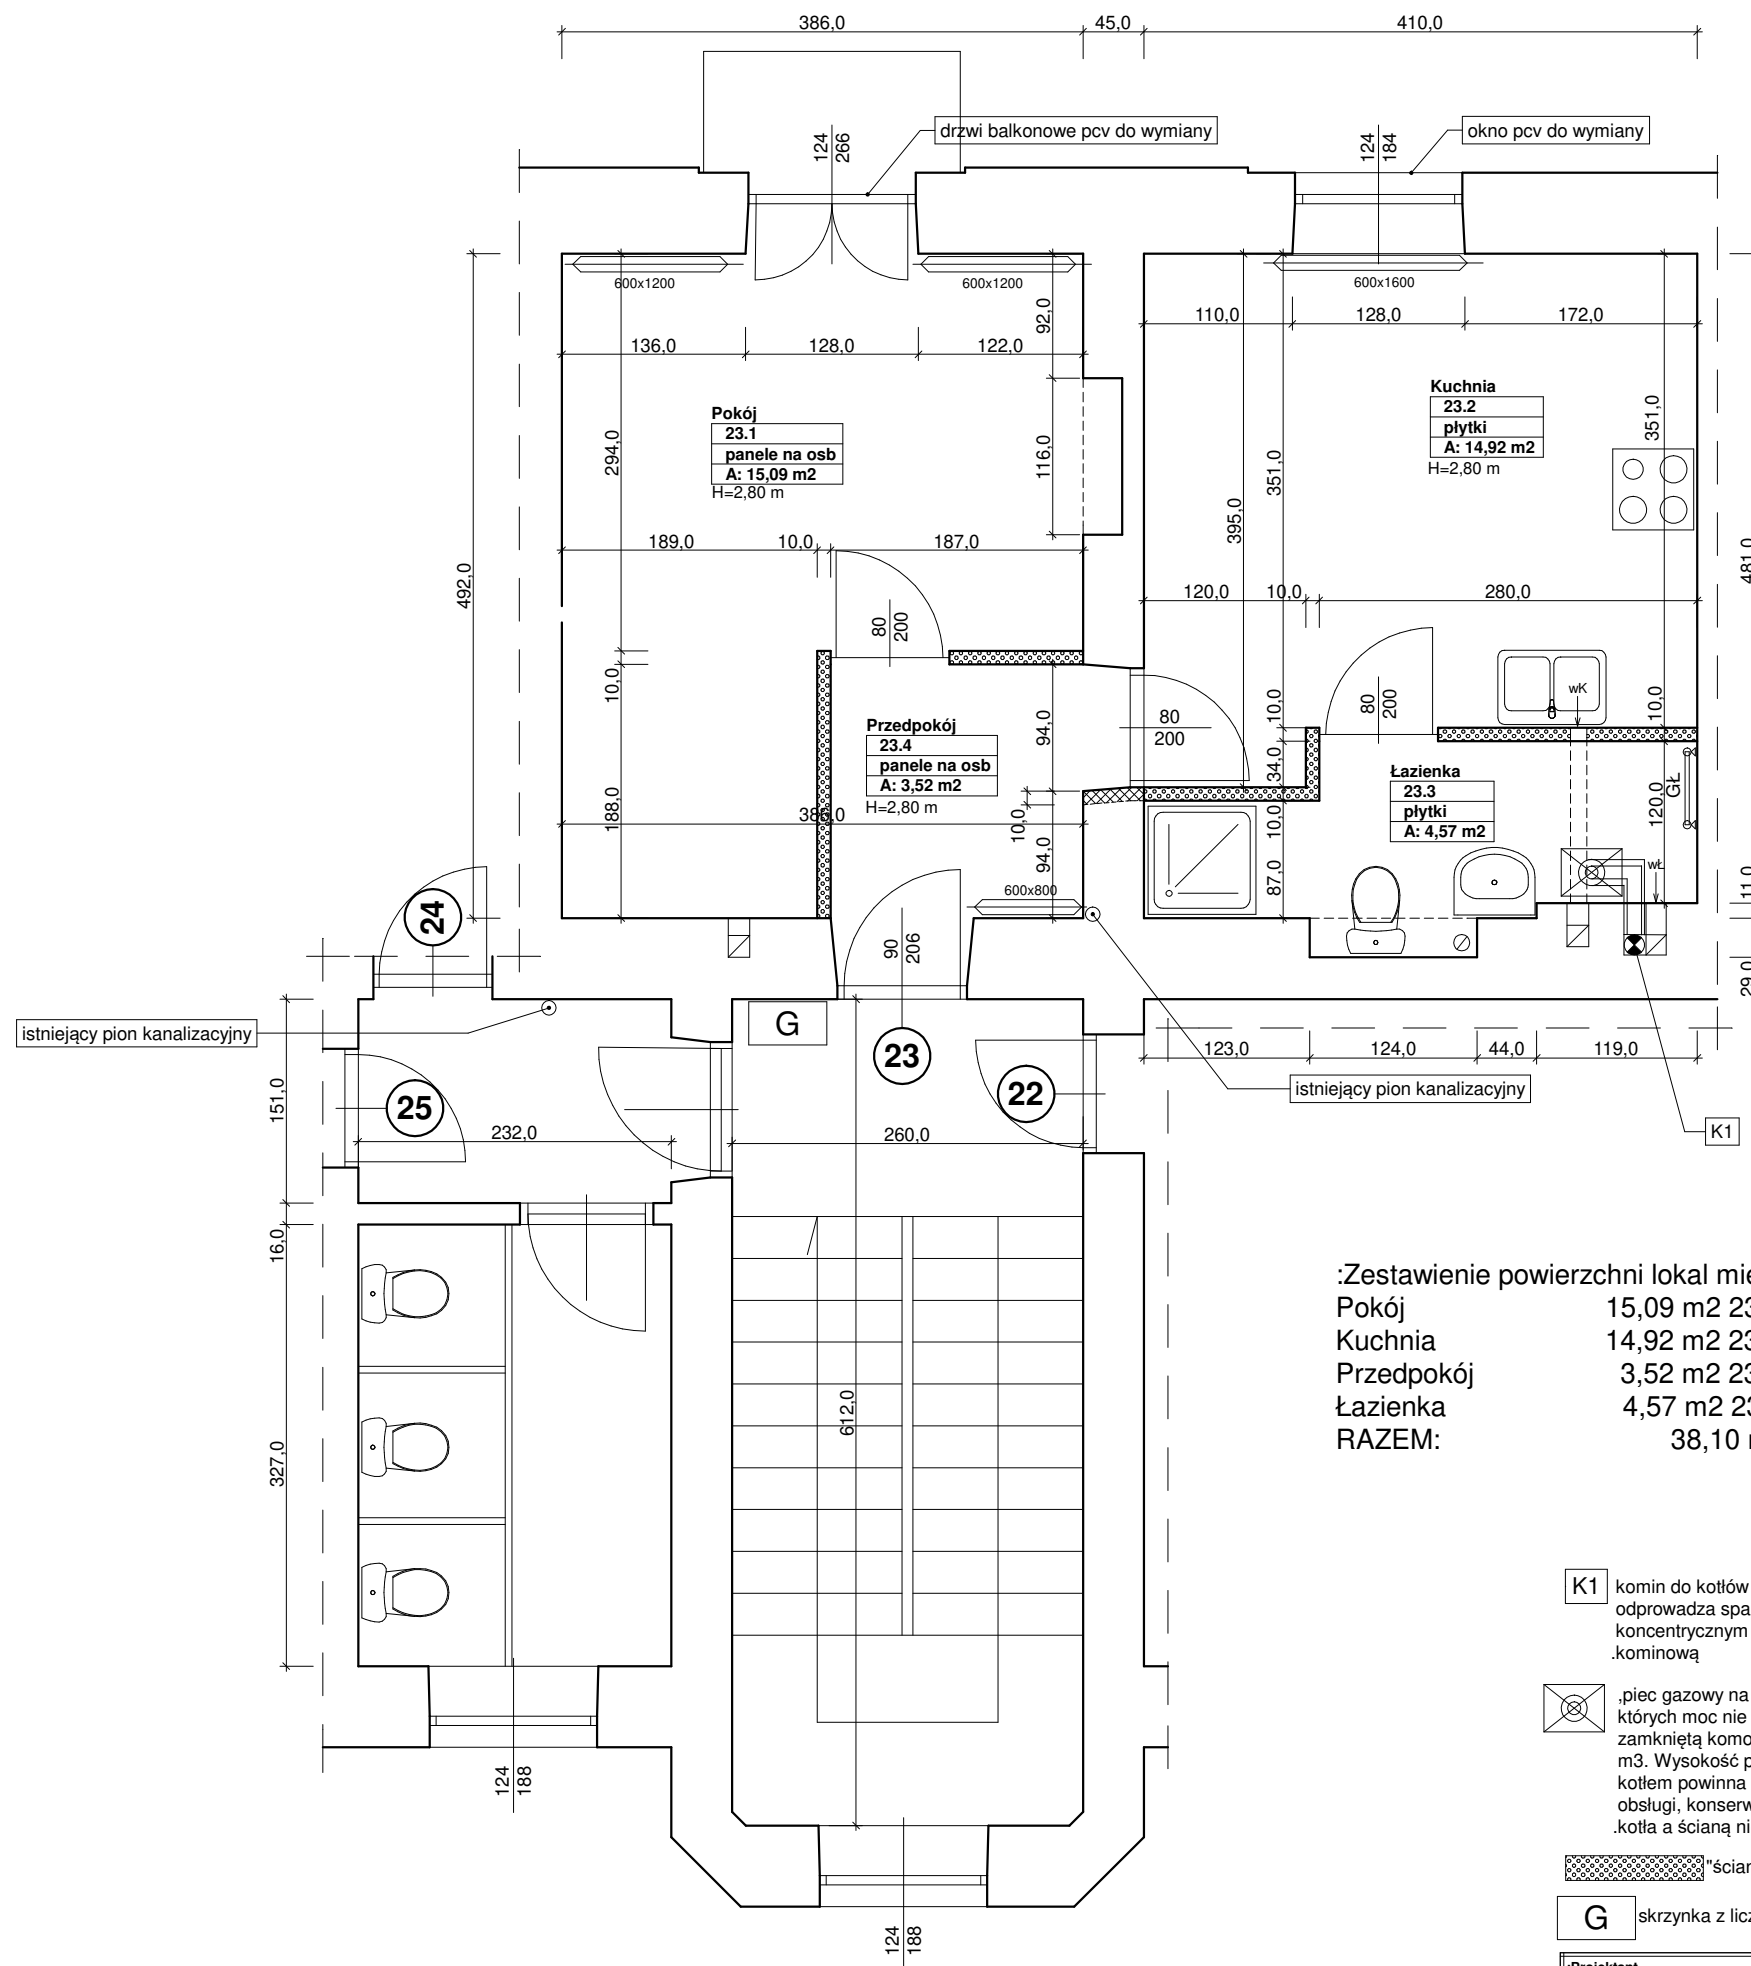 386,0
45,0
410,0
drzwi balkonowe pcv do wymiany
okno pcv do wymiany
124
266
124
184
600x1200
600x1200
600x1600
92,0
110,0
128,0
172,0
136,0
128,0
122,0
Pokój
23.1
panele na osb
A: 15,09 m2
H=2,80 m
Kuchnia
23.2
płytki
A: 14,92 m2
H=2,80 m
294,0
116,0
395,0
351,0
351,0
189,0
10,0
187,0
492,0
481,0
120,0
10,0
280,0
80
200
80
200
80
200
wK
10,0
94,0
10,0
34,0
10,0
Przedpokój
23.4
panele na osb
A: 3,52 m2
H=2,80 m
Łazienka
23.3
płytki
A: 4,57 m2
GŁ
120,0
188,0
10,0
94,0
10,0
87,0
wŁ
600x800
11,0
29,0
24
90
206
G
23
22
25
istniejący pion kanalizacyjny
123,0
124,0
44,0
119,0
istniejący pion kanalizacyjny
K1
151,0
232,0
260,0
16,0
327,0
612,0
Pokój 15,09 m2
Kuchnia 14,92 m2
Przedpokój 3,52 m2
Łazienka 4,57 m2
RAZEM: 38,10
:Zestawienie powierzchni lokal
K1 komin do kotłów
odprowadza
koncentrycznym
.kominową
,piec gazowy na
których moc nie
zamkniętą
m3. Wysokość
kotłem powinna
obsługi,
.kotła a ścianą
G skrzynka z
124
188
124
188